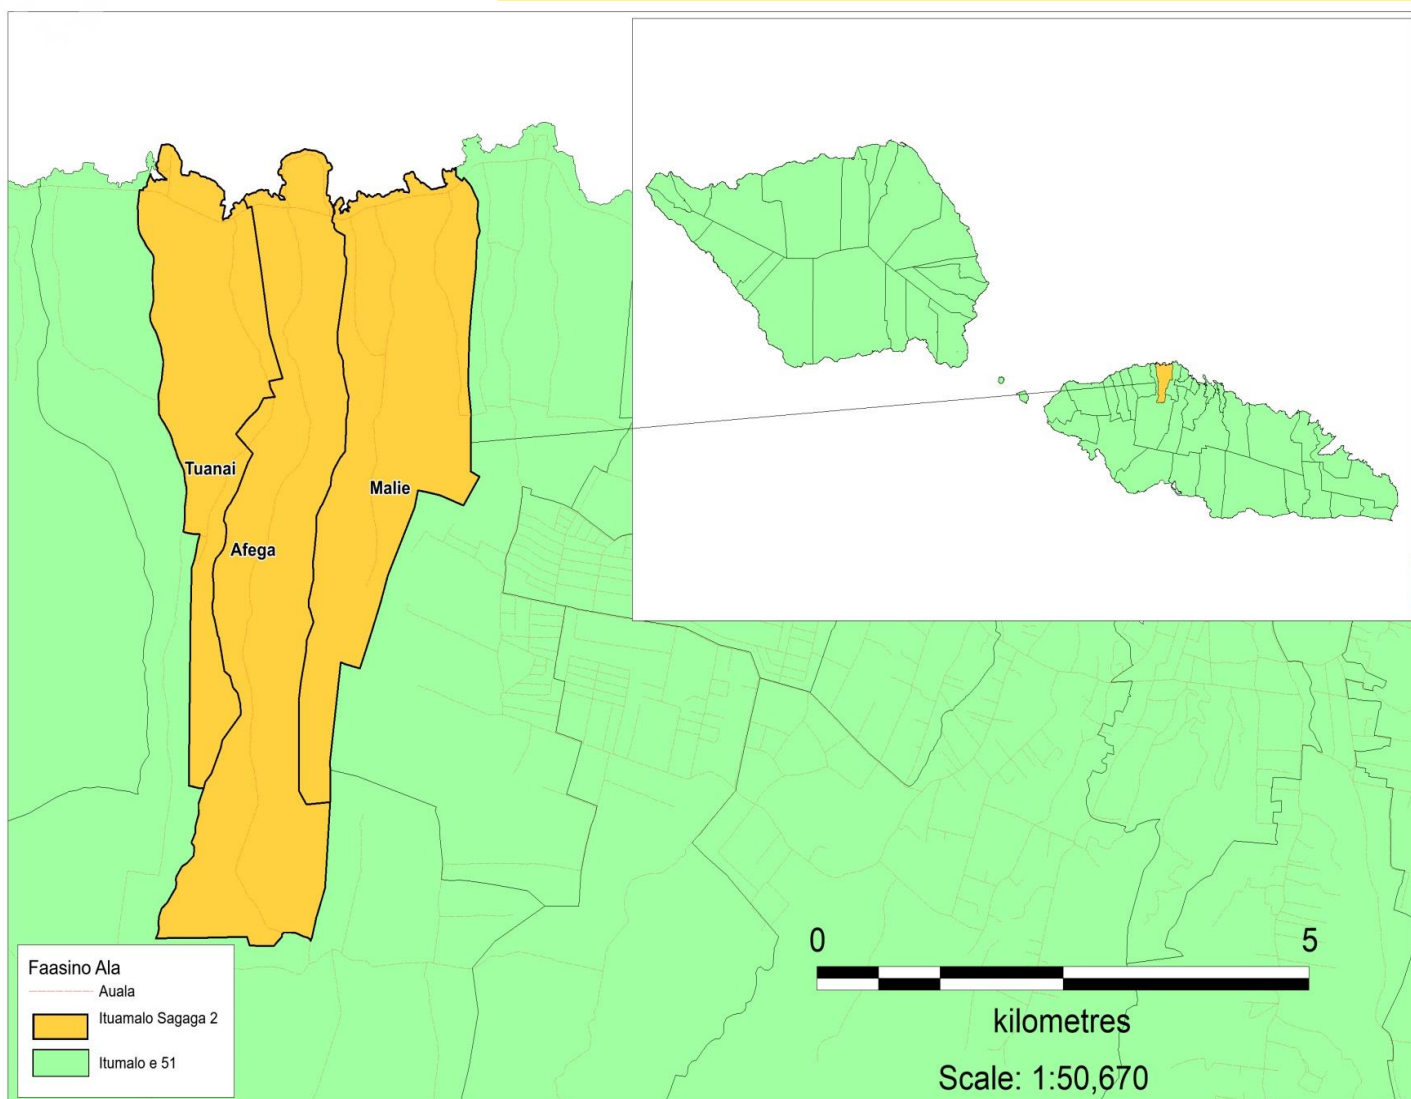 Tuanai
Malie
Afega
0 5
kilometres
Scale: 1:50,670
Faasino Ala
Auala
Ituamalo Sagaga 2
Itumalo e 51